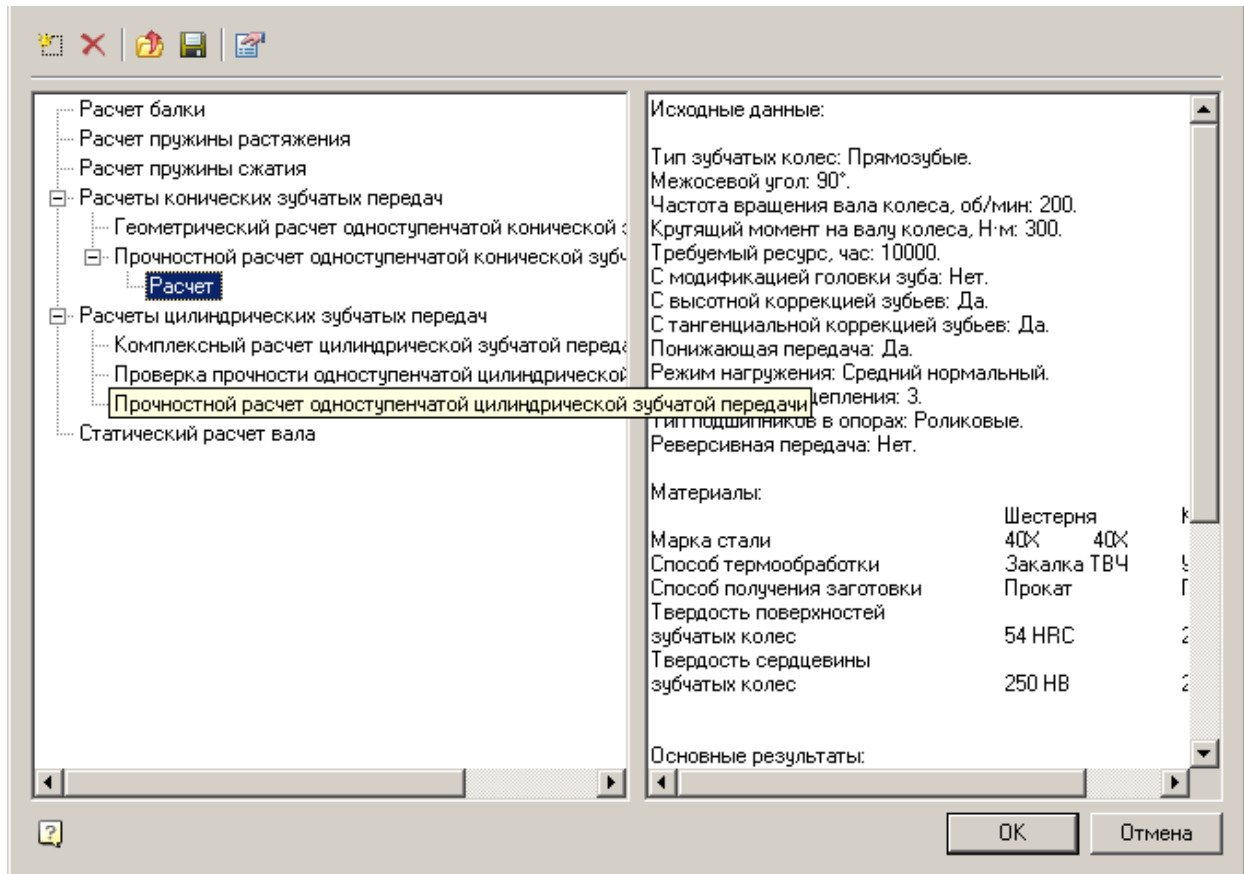 Расчет балки
Расчет пружины растяжения
Расчет пружины сжатия
Расчеты конических зубчатых передач
Геометрический расчет одноступенчатой конической
Прочностной расчет одноступенчатой конической
Расчет
Расчеты цилиндрических зубчатых передач
Комплексный расчет цилиндрической зубчатой
Проверка прочности одноступенчатой цилиндрической
Прочностной расчет одноступенчатой цилиндрической зубчатой передачи
Статический расчет вала
Исходные данные:
Тип зубчатых колес: Прямозубые.
Межосевой угол: 90°.
Частота вращения вала колеса, об/мин: 200.
Крутящий момент на валу колеса, Н·м: 300.
Требуемый ресурс, час: 10000.
С модификацией головки зуба: Нет.
С высотной коррекцией зубьев: Да.
С тангенциальной коррекцией зубьев: Да.
Понижающая передача: Да.
Режим нагружения: Средний нормальный.
цепления: 3.
Тип подшипников в опорах: Роликовые.
Реверсивная передача: Нет.
Материалы:
Шестерня
Марка стали 40Х 40Х
Способ термообработки Закалка ТВЧ
Способ получения заготовки Прокат
Твердость поверхностей
зубчатых колес 54 HRC
Твердость сердцевины
зубчатых колес 250 HB
Основные результаты:
OK
Отмена